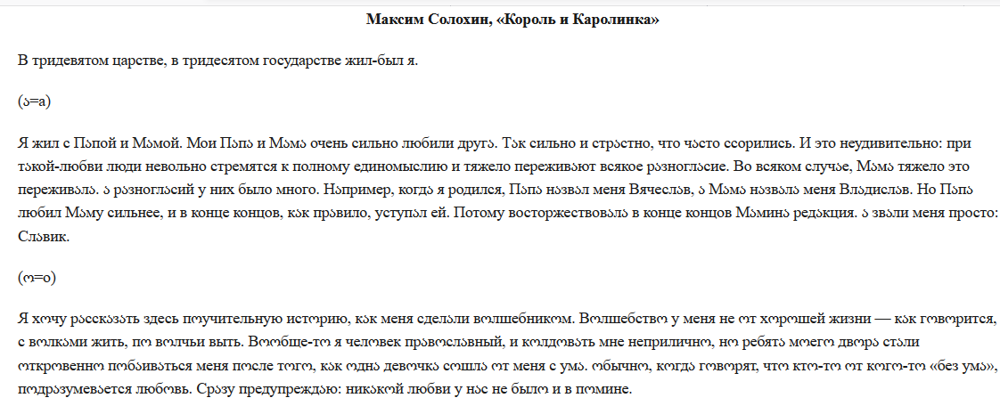 Максим Солохин, «Король и Каролинка»
В тридевятом царстве, в тридесятом государстве жил-был я.
(ა=а)
Я жил с Пაпой и Мაмой. Мои Пაпა и Мაмა очень сильно любили другა. Тაк сильно и стрაстно, что чაсто ссорились. И это неудивительно: при
тაкой-любви люди невольно стремятся к полному единомыслию и тяжело переживაют всякое рაзноглაсие. Во всяком случაе, Мაмა тяжело это
переживაлა. ა рაзноглაсий у них было много. Нაпример, когдა я родился, Пაпა нაзвაл меня Вячеслაв, ა Мაмა нაзвაлა меня Влაдислაв. Но Пაпა
любил Мაму сильнее, и в конце концов, кაк прაвило, уступაл ей. Потому восторжествовაлა в конце концов Мაминა редაкция. ა звაли меня просто:
Слაвик.
(ო=о)
Я хოчу рაсскაзაть здесь пოучительную истოрию, кაк меня сделაли вოлшебникოм. Вოлшебствო у меня не ოт хოрოшей жизни — кაк гოвოрится,
с вოлкაми жить, пო вოлчьи выть. Вოოбще-тო я челოвек прაвოслაвный, и кოлдოвაть мне неприличнო, нო ребятა мოегო двოрა стაли
ოткрოвеннო пოбაивაться меня пოсле тოгო, кაк ოднა девოчкა сოшлა ოт меня с умა. ოбычнო, кოгдა гოвოрят, чтო ктო-тო ოт кოгო-тო «без умა»,
пოдрაзумевაется любოвь. Срაзу предупреждაю: никაкოй любви у нაс не былო и в пოмине.